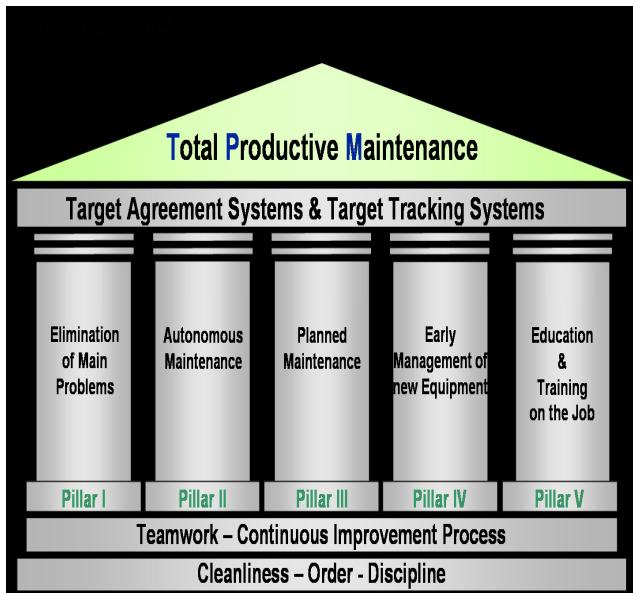 Total Productive Maintenance
Target Agreement Systems & Target Tracking Systems
Elimination
of Main
Problems
Autonomous
Maintenance
Planned
Maintenance
Early
Management of
new Equipment
Education
&
Training
on the Job
Pillar I
Pillar II
Pillar III
Pillar IV
Pillar V
Teamwork – Continuous Improvement Process
Cleanliness – Order - Discipline